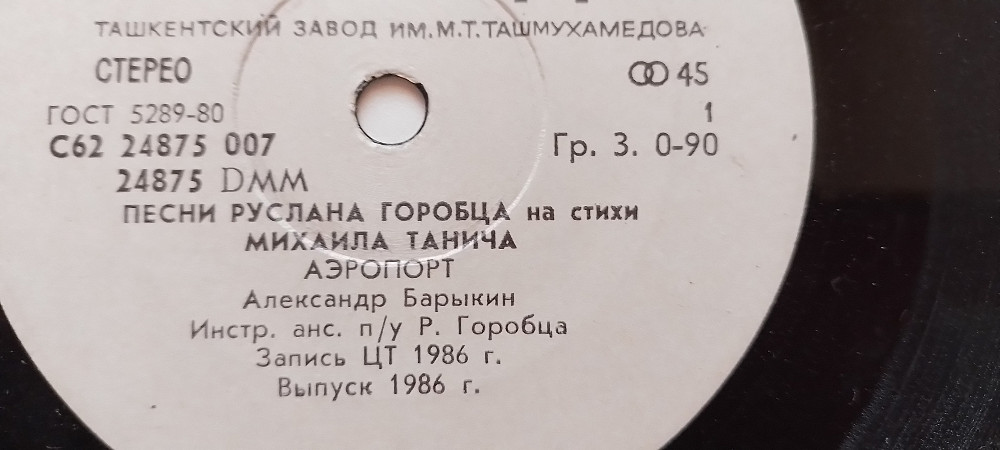 ТАШКЕНТСКИЙ ЗАВОД ИМ. М. Т. ТАШМУХАМЕДОВА
СТЕРЕО
45
ГОСТ 5289-80
1
С62 24875 007
Гр. 3. 0-90
24875 DMM
ПЕСНИ РУСЛАНА ГОРОБЦА на стихи
МИХАИЛА ТАНИЧА
АЭРОПОРТ
Александр Барыкин
Инстр. анс. п/у Р. Горобца
Запись ЦТ 1986 г.
Выпуск 1986 г.